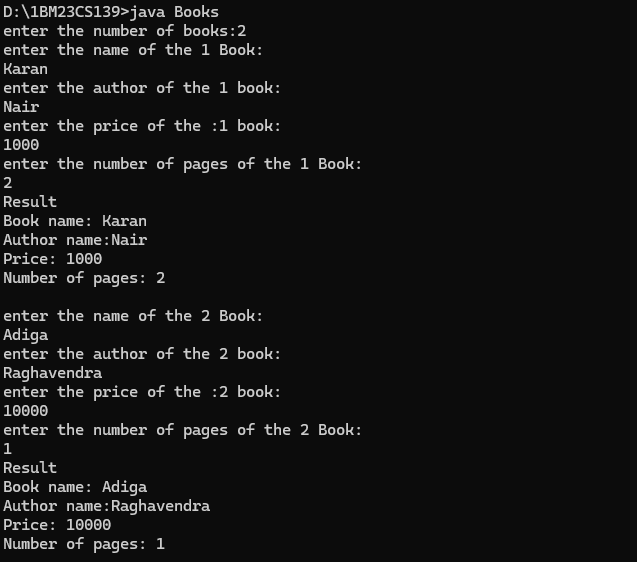 D:\1BM23CS139>java Books
enter the number of books:2
enter the name of the 1 Book:
Karan
enter the author of the 1 book:
Nair
enter the price of the :1 book:
1000
enter the number of pages of the 1 Book:
2
Result
Book name: Karan
Author name:Nair
Price: 1000
Number of pages: 2

enter the name of the 2 Book:
Adiga
enter the author of the 2 book:
Raghavendra
enter the price of the :2 book:
10000
enter the number of pages of the 2 Book:
1
Result
Book name: Adiga
Author name:Raghavendra
Price: 10000
Number of pages: 1